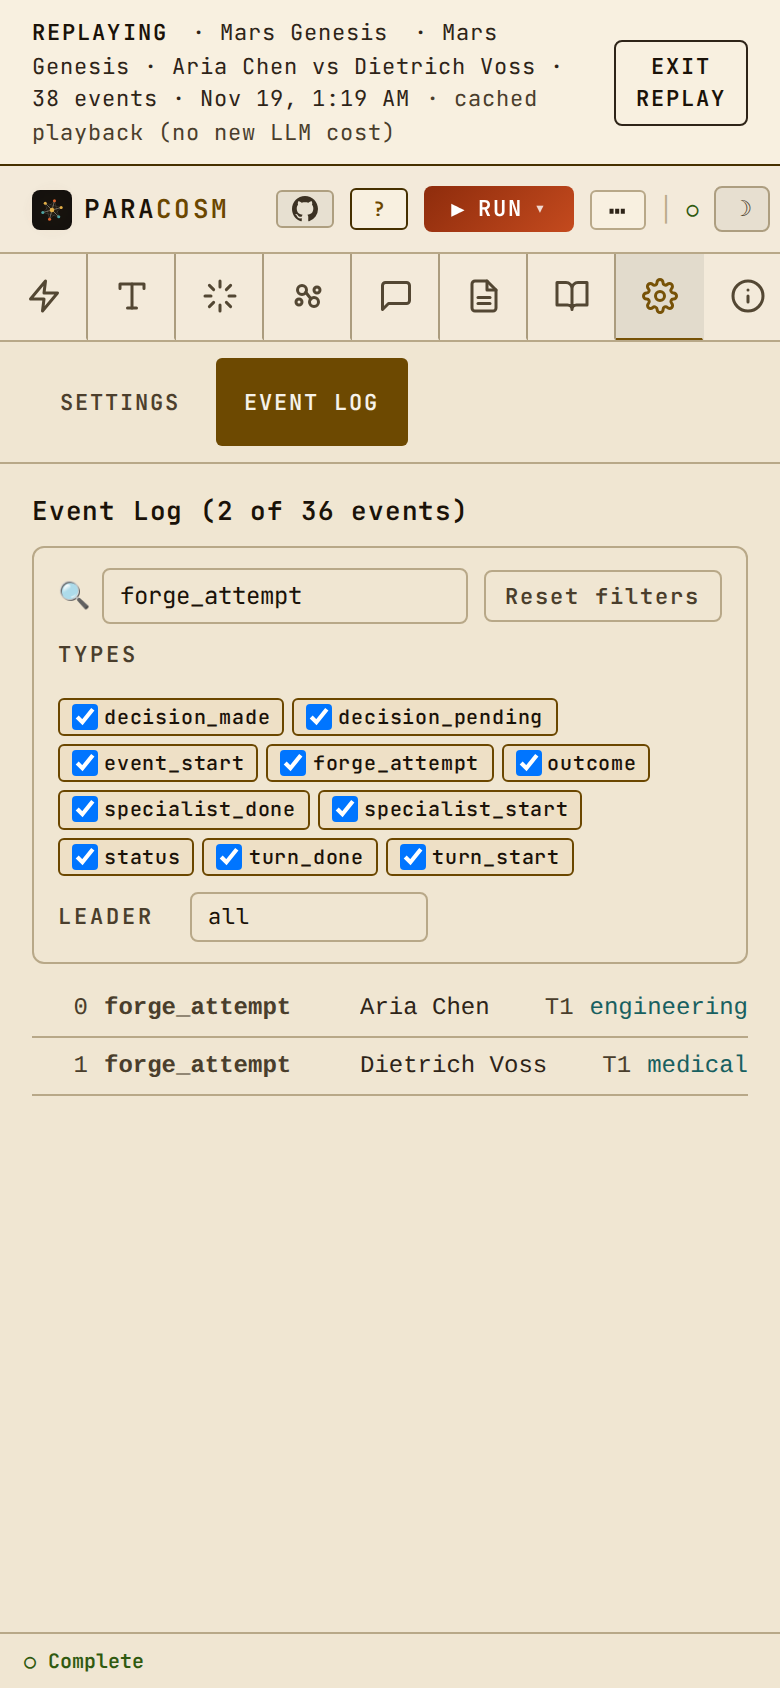 REPLAYING · Mars Genesis · Mars
Genesis · Aria Chen vs Dietrich Voss ·
38 events · Nov 19, 1:19 AM · cached
playback (no new LLM cost)
EXIT
REPLAY
PARACOSM
?
▶ RUN ▾
…
SETTINGS
EVENT LOG
Event Log (2 of 36 events)
forge_attempt
Reset filters
TYPES
decision_made
decision_pending
event_start
forge_attempt
outcome
specialist_done
specialist_start
status
turn_done
turn_start
LEADER
all
0 forge_attempt Aria Chen T1 engineering
1 forge_attempt Dietrich Voss T1 medical
Complete